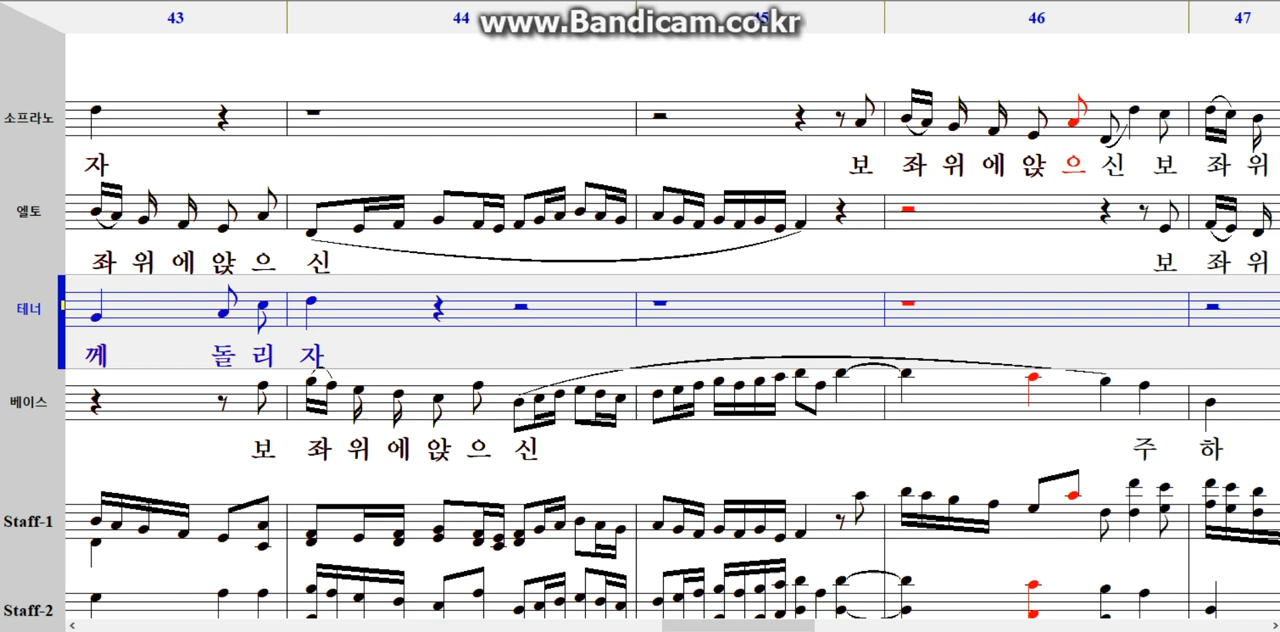 43 44 45 46 47
www.Bandicam.co.kr
소프라노
자 보 좌 위 에 앉 으 신 보 좌 위
엘토
좌 위 에 앉 으 신 보 좌 위
테너
께 돌 리 자
베이스
보 좌 위 에 앉 으 신 주 하
Staff-1
Staff-2